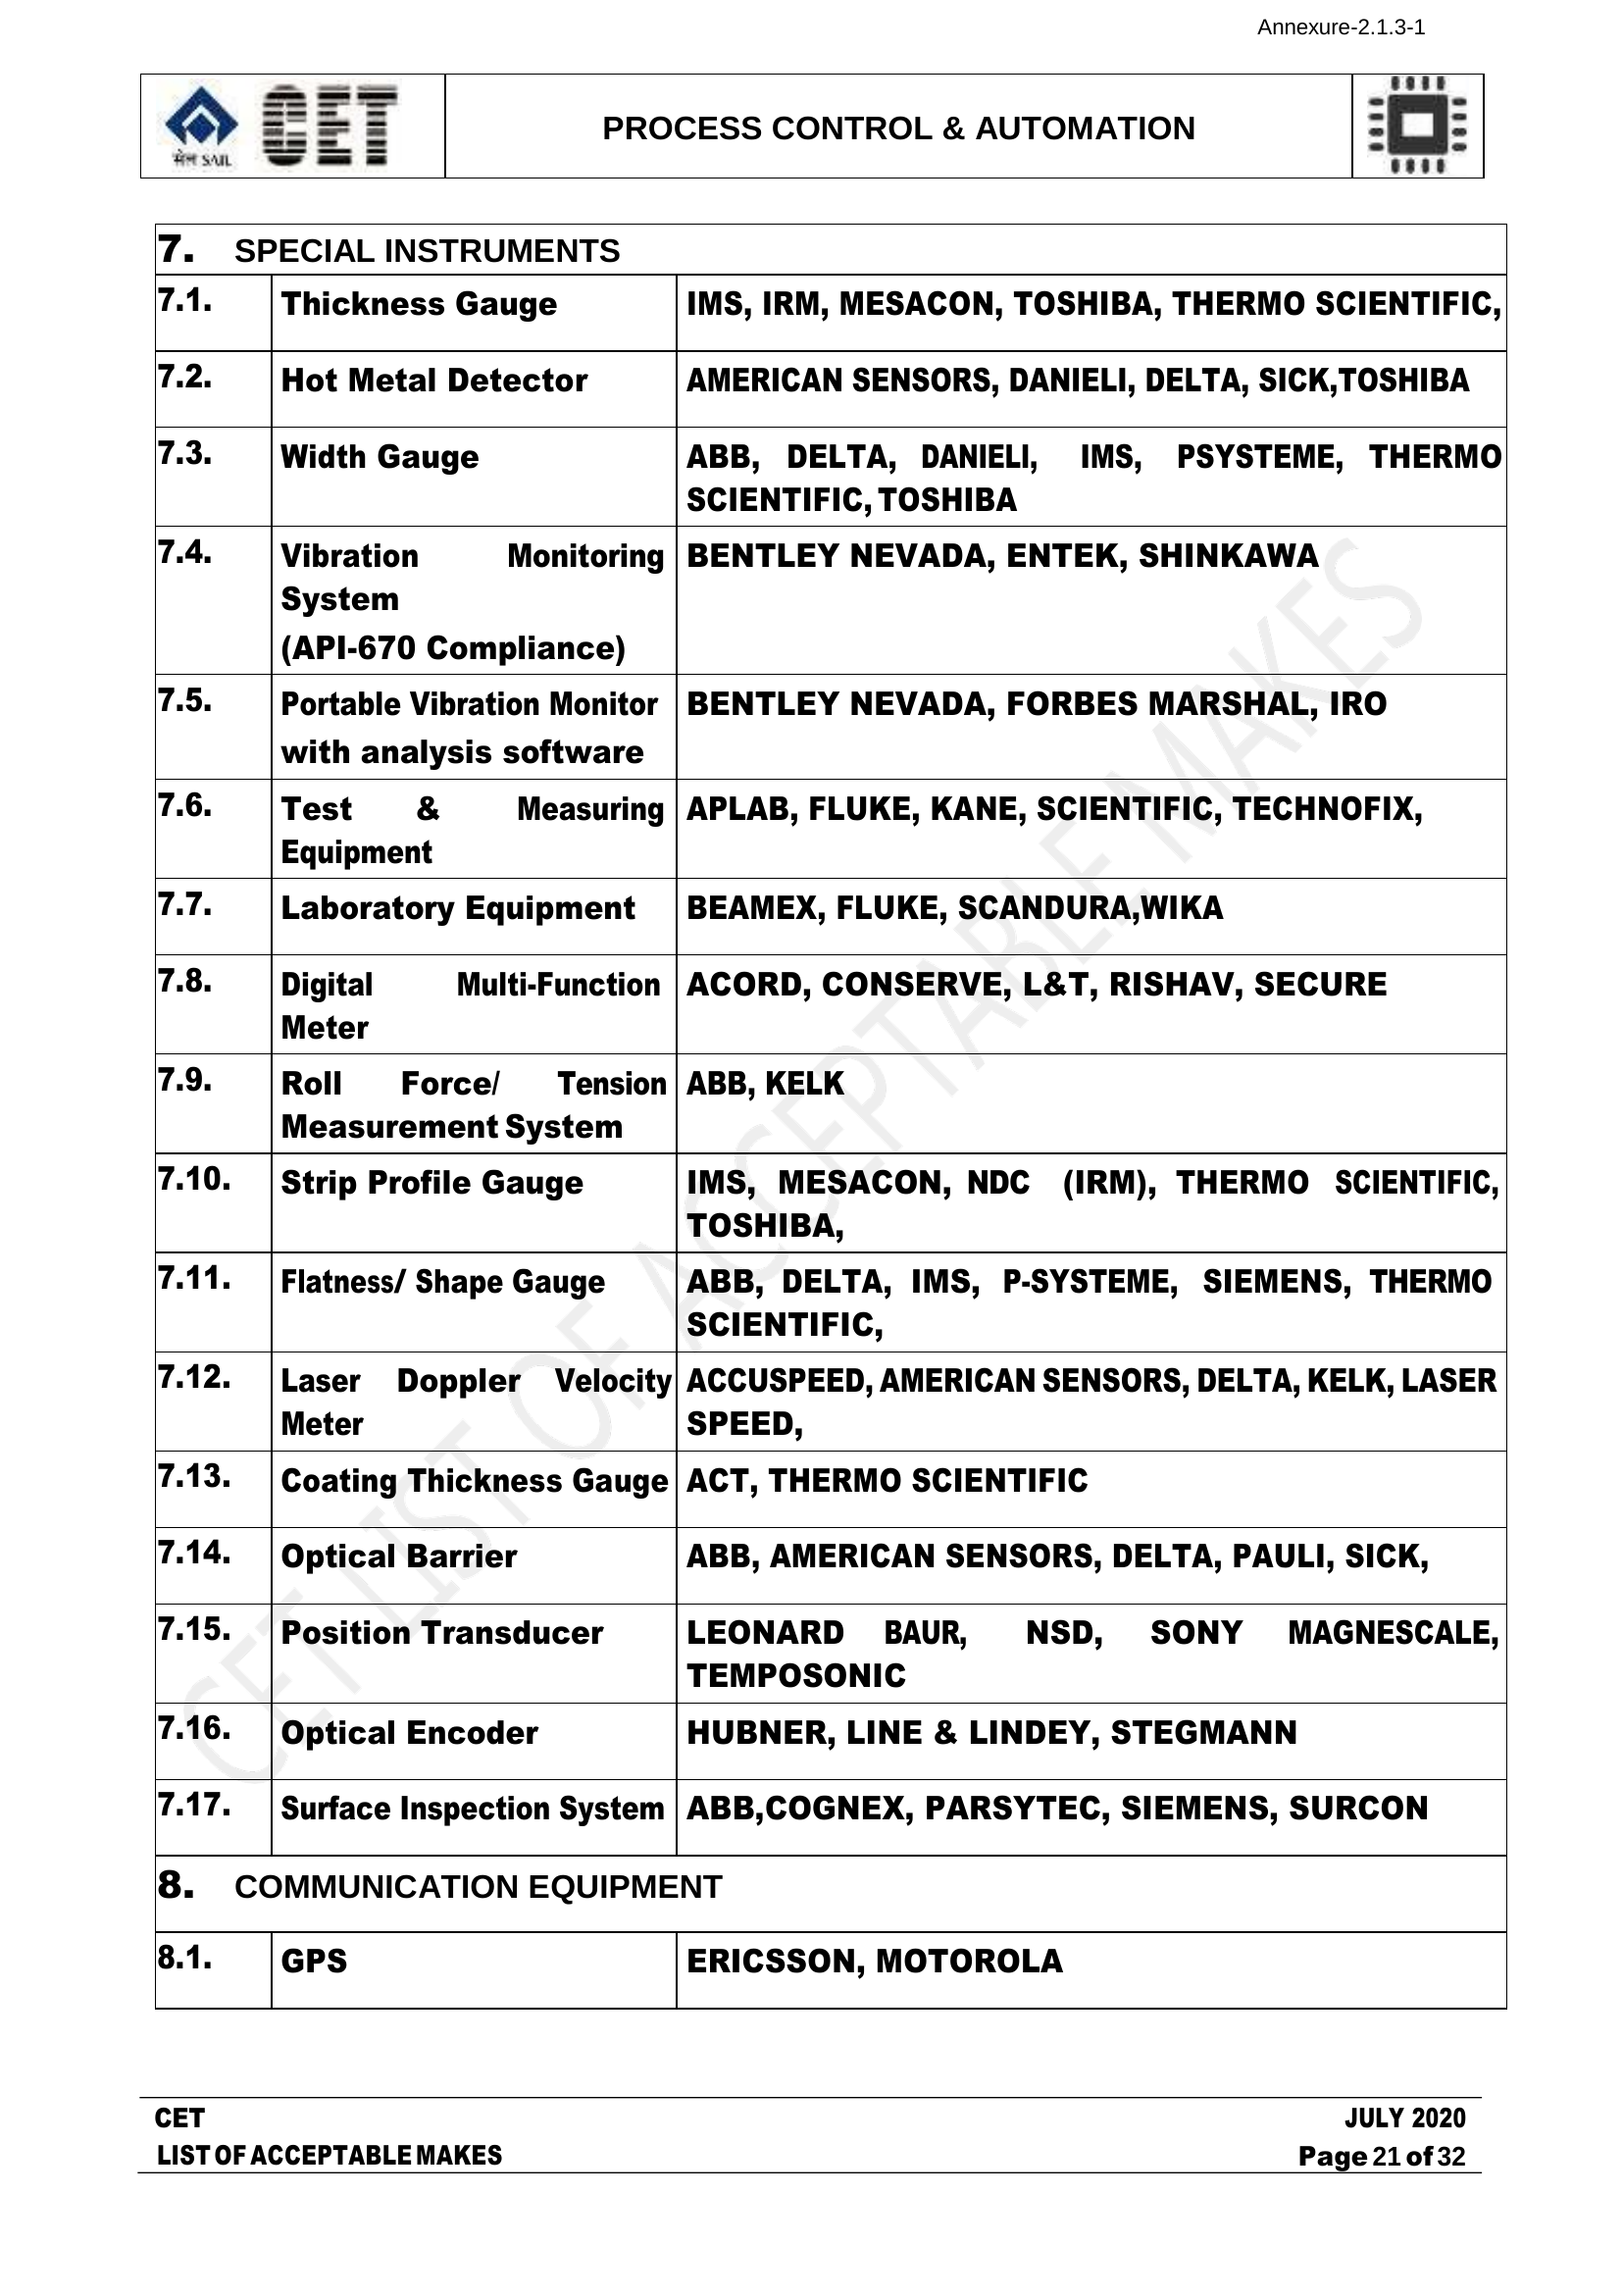 Annexure-2.1.3-1
सेल SAIL
CET
PROCESS CONTROL & AUTOMATION
7. SPECIAL INSTRUMENTS
7.1. Thickness Gauge IMS, IRM, MESACON, TOSHIBA, THERMO SCIENTIFIC,
7.2. Hot Metal Detector AMERICAN SENSORS, DANIELI, DELTA, SICK,TOSHIBA
7.3. Width Gauge ABB, DELTA, DANIELI, IMS, PSYSTEME, THERMO
SCIENTIFIC, TOSHIBA
7.4. Vibration Monitoring BENTLEY NEVADA, ENTEK, SHINKAWA
System
(API-670 Compliance)
7.5. Portable Vibration Monitor BENTLEY NEVADA, FORBES MARSHAL, IRO
with analysis software
7.6. Test & Measuring APLAB, FLUKE, KANE, SCIENTIFIC, TECHNOFIX,
Equipment
7.7. Laboratory Equipment BEAMEX, FLUKE, SCANDURA,WIKA
7.8. Digital Multi-Function ACORD, CONSERVE, L&T, RISHAV, SECURE
Meter
7.9. Roll Force/ Tension ABB, KELK
Measurement System
7.10. Strip Profile Gauge IMS, MESACON, NDC (IRM), THERMO SCIENTIFIC,
TOSHIBA,
7.11. Flatness/ Shape Gauge ABB, DELTA, IMS, P-SYSTEME, SIEMENS, THERMO
SCIENTIFIC,
7.12. Laser Doppler Velocity ACCUSPEED, AMERICAN SENSORS, DELTA, KELK, LASER
Meter SPEED,
7.13. Coating Thickness Gauge ACT, THERMO SCIENTIFIC
7.14. Optical Barrier ABB, AMERICAN SENSORS, DELTA, PAULI, SICK,
7.15. Position Transducer LEONARD BAUR, NSD, SONY MAGNESCALE,
TEMPOSONIC
7.16. Optical Encoder HUBNER, LINE & LINDEY, STEGMANN
7.17. Surface Inspection System ABB,COGNEX, PARSYTEC, SIEMENS, SURCON
8. COMMUNICATION EQUIPMENT
8.1. GPS ERICSSON, MOTOROLA
CET LIST OF ACCEPTABLE MAKES
CET JULY 2020
LIST OF ACCEPTABLE MAKES Page 21 of 32